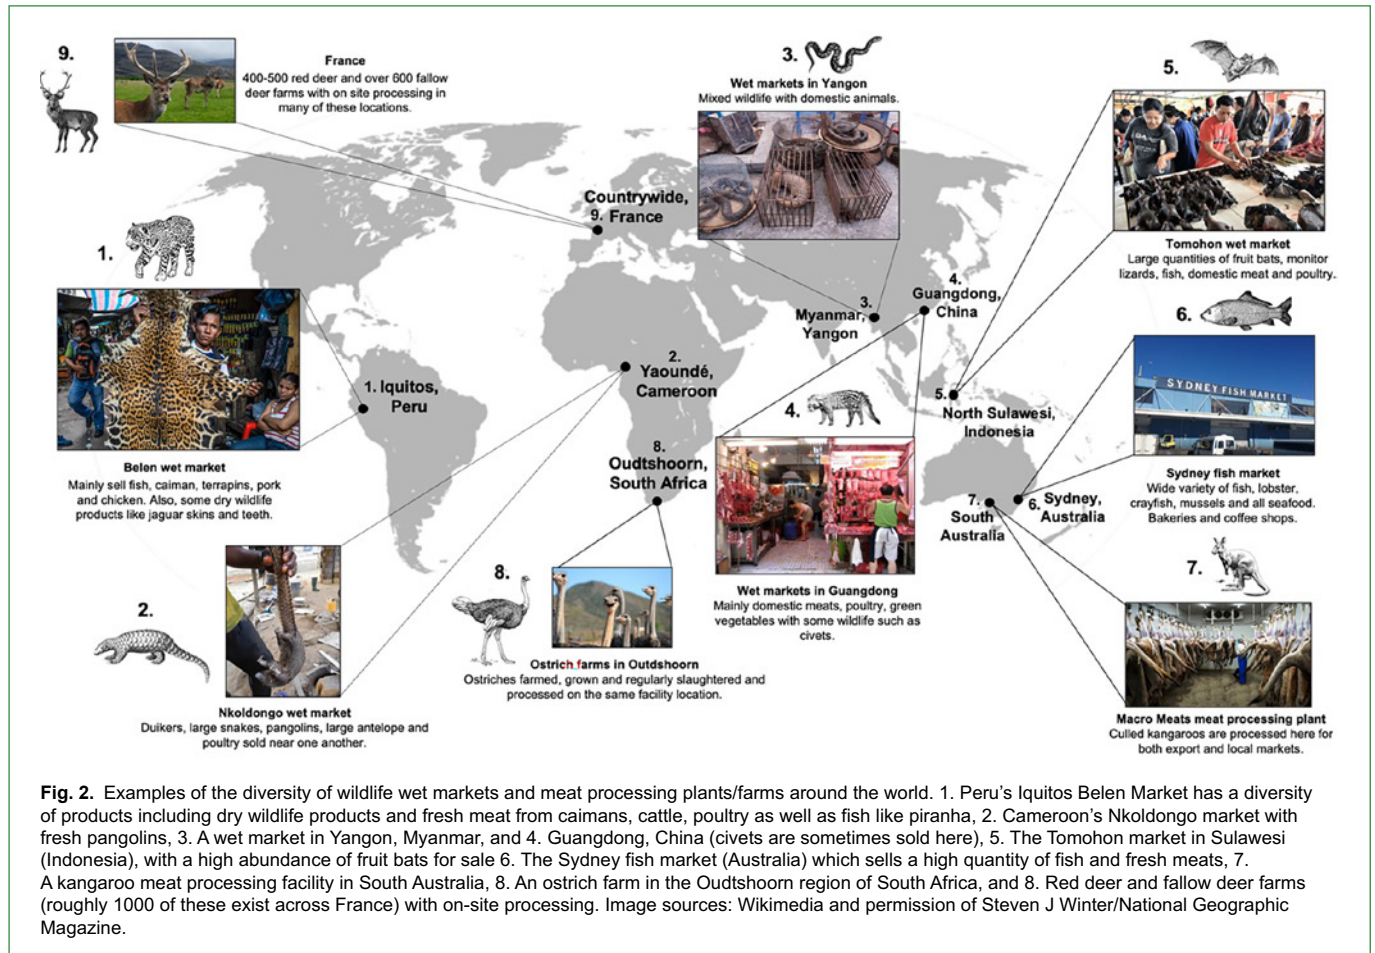 9.
France
400-500 red deer and over 600 fallow
deer farms with on site processing in
many of these locations.
3.
Wet markets in Yangon
Mixed wildlife with domestic animals.
5.
Tomohon wet market
Large quantities of fruit bats, monitor
lizards, fish, domestic meat and poultry.
Countrywide,
9. France
1.
Belen wet market
Mainly sell fish, caiman, terrapins, pork
and chicken. Also, some dry wildlife
products like jaguar skins and teeth.
1. Iquitos,
Peru
2.
Yaoundé,
Cameroon
3.
Myanmar,
Yangon
4.
Guangdong,
China
5.
North Sulawesi,
Indonesia
6.
SYDNEY FISH MARKET
Sydney fish market
Wide variety of fish, lobster,
crayfish, mussels and all seafood.
Bakeries and coffee shops.
4.
Wet markets in Guangdong
Mainly domestic meats, poultry, green
vegetables with some wildlife such as
civets.
8.
Oudtshoorn,
South Africa
7.
South
Australia
6. Sydney,
Australia
7.
Macro Meats meat processing plant
Culled kangaroos are processed here for
both export and local markets.
2.
Nkoldongo wet market
Duikers, large snakes, pangolins, large antelope and
poultry sold near one another.
8.
Ostrich farms in Outdshoorn
Ostriches farmed, grown and regularly slaughtered and
processed on the same facility location.
Fig. 2. Examples of the diversity of wildlife wet markets and meat processing plants/farms around the world. 1. Peru's Iquitos Belen Market has a diversity
of products including dry wildlife products and fresh meat from caimans, cattle, poultry as well as fish like piranha, 2. Cameroon's Nkoldongo market with
fresh pangolins, 3. A wet market in Yangon, Myanmar, and 4. Guangdong, China (civets are sometimes sold here), 5. The Tomohon market in Sulawesi
(Indonesia), with a high abundance of fruit bats for sale 6. The Sydney fish market (Australia) which sells a high quantity of fish and fresh meats, 7.
A kangaroo meat processing facility in South Australia, 8. An ostrich farm in the Oudtshoorn region of South Africa, and 8. Red deer and fallow deer farms
(roughly 1000 of these exist across France) with on-site processing. Image sources: Wikimedia and permission of Steven J Winter/National Geographic
Magazine.